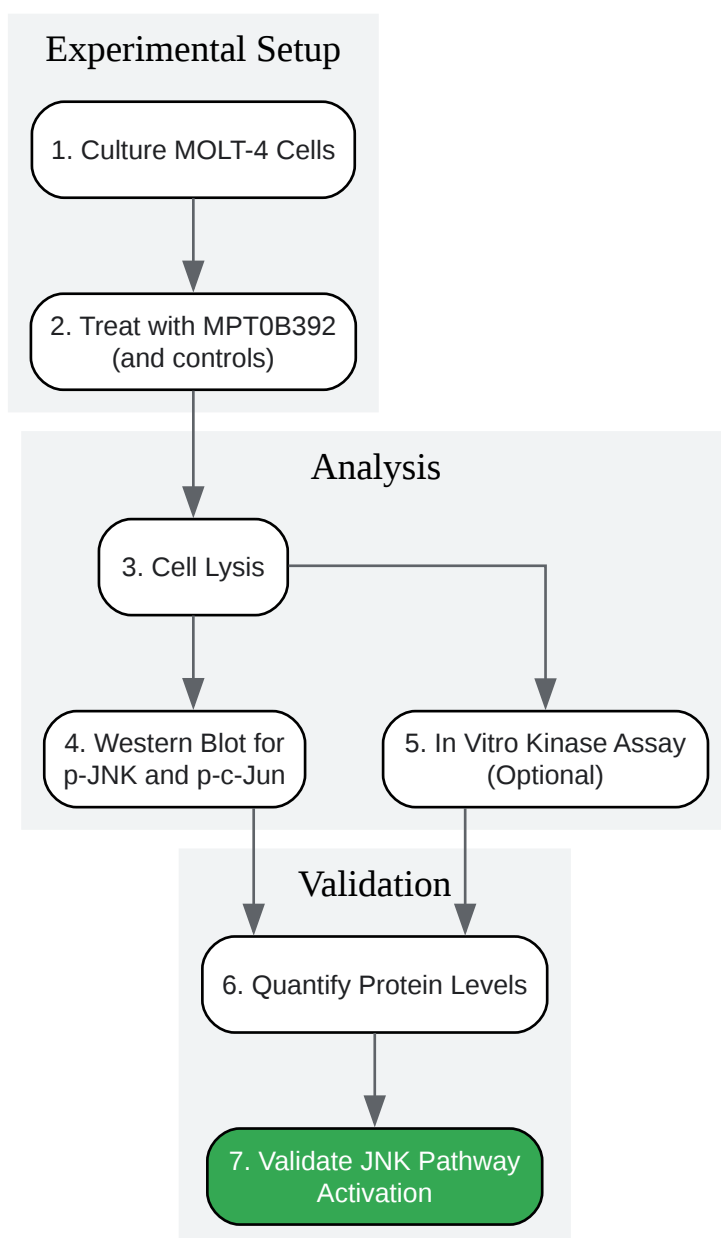 Experimental Setup
1. Culture MOLT-4 Cells
2. Treat with MPT0B392
(and controls)
Analysis
3. Cell Lysis
4. Western Blot for
p-JNK and p-c-Jun
5. In Vitro Kinase Assay
(Optional)
Validation
6. Quantify Protein Levels
7. Validate JNK Pathway
Activation